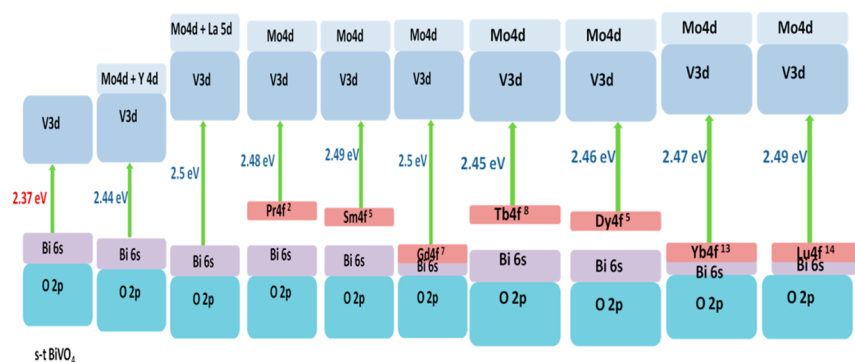 Mo4d + La 5d
Mo4d
Mo4d
Mo4d
Mo4d
Mo4d
Mo4d
Mo4d
Mo4d + Y 4d
V3d
V3d
V3d
V3d
V3d
V3d
V3d
V3d
V3d
V3d
2.37 eV
2.44 eV
2.5 eV
2.48 eV
2.49 eV
2.5 eV
2.45 eV
2.46 eV
2.47 eV
2.49 eV
Pr4f 2
Sm4f 5
Gd4f 7
Tb4f 8
Dy4f 5
Yb4f 13
Lu4f 14
Bi 6s
Bi 6s
Bi 6s
Bi 6s
Bi 6s
Bi 6s
Bi 6s
Bi 6s
Bi 6s
Bi 6s
O 2p
O 2p
O 2p
O 2p
O 2p
O 2p
O 2p
O 2p
O 2p
O 2p
s-t BiVO4